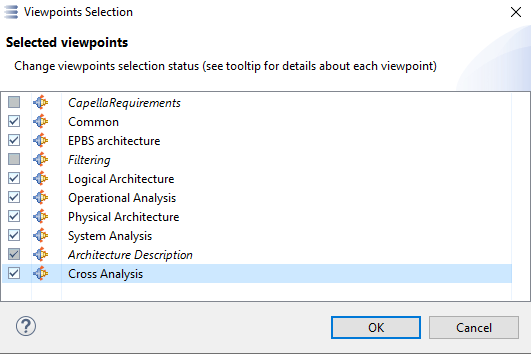 Viewpoints Selection
Selected viewpoints
Change viewpoints selection status (see tooltip for details about each viewpoint)
CapellaRequirements
Common
EPBS architecture
Filtering
Logical Architecture
Operational Analysis
Physical Architecture
System Analysis
Architecture Description
Cross Analysis
?
OK Cancel